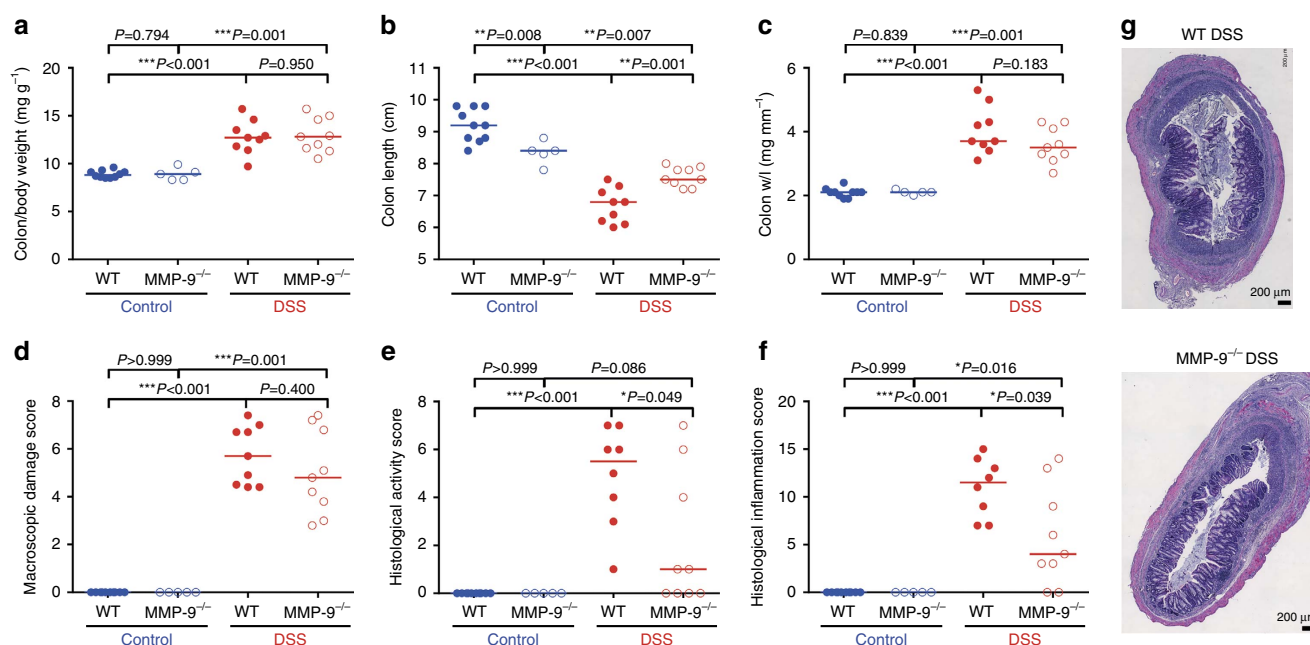 a
P=0.794
***P=0.001
***P<0.001
P=0.950
Colon/body weight (mg g⁻¹)
20
15
10
5
0
WT
MMP-9⁻/⁻
WT
MMP-9⁻/⁻
Control
DSS
b
**P=0.008
**P=0.007
***P<0.001
**P=0.001
Colon length (cm)
10
9
8
7
6
5
WT
MMP-9⁻/⁻
WT
MMP-9⁻/⁻
Control
DSS
c
P=0.839
***P=0.001
***P<0.001
P=0.183
Colon w/l (mg mm⁻¹)
6
4
2
0
WT
MMP-9⁻/⁻
WT
MMP-9⁻/⁻
Control
DSS
g
WT DSS
200 μm
200 μm
d
P>0.999
***P=0.001
***P<0.001
P=0.400
Macroscopic damage score
8
6
4
2
0
WT
MMP-9⁻/⁻
WT
MMP-9⁻/⁻
Control
DSS
e
P>0.999
P=0.086
***P<0.001
*P=0.049
Histological activity score
8
6
4
2
0
WT
MMP-9⁻/⁻
WT
MMP-9⁻/⁻
Control
DSS
f
P>0.999
*P=0.016
***P<0.001
*P=0.039
Histological inflammation score
20
15
10
5
0
WT
MMP-9⁻/⁻
WT
MMP-9⁻/⁻
Control
DSS
MMP-9⁻/⁻ DSS
200 μm